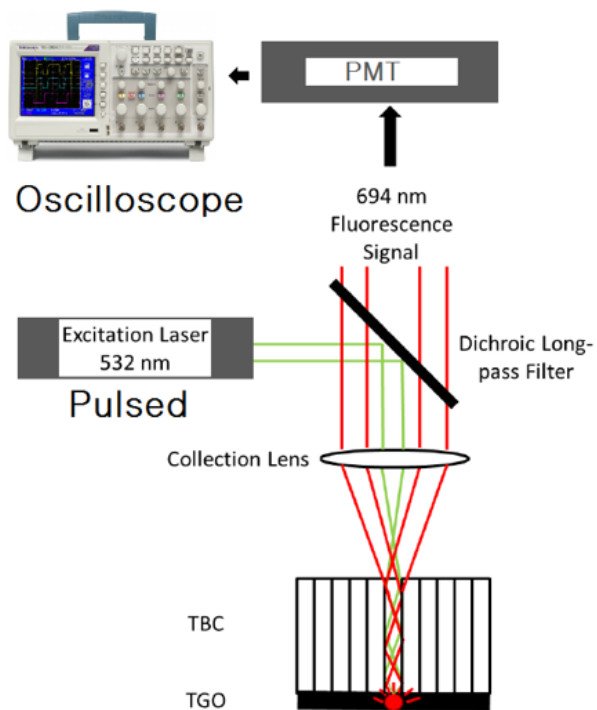 PMT
Oscilloscope
694 nm
Fluorescence
Signal
Excitation Laser
532 nm
Dichroic Long-
pass Filter
Pulsed
Collection Lens
TBC
TGO